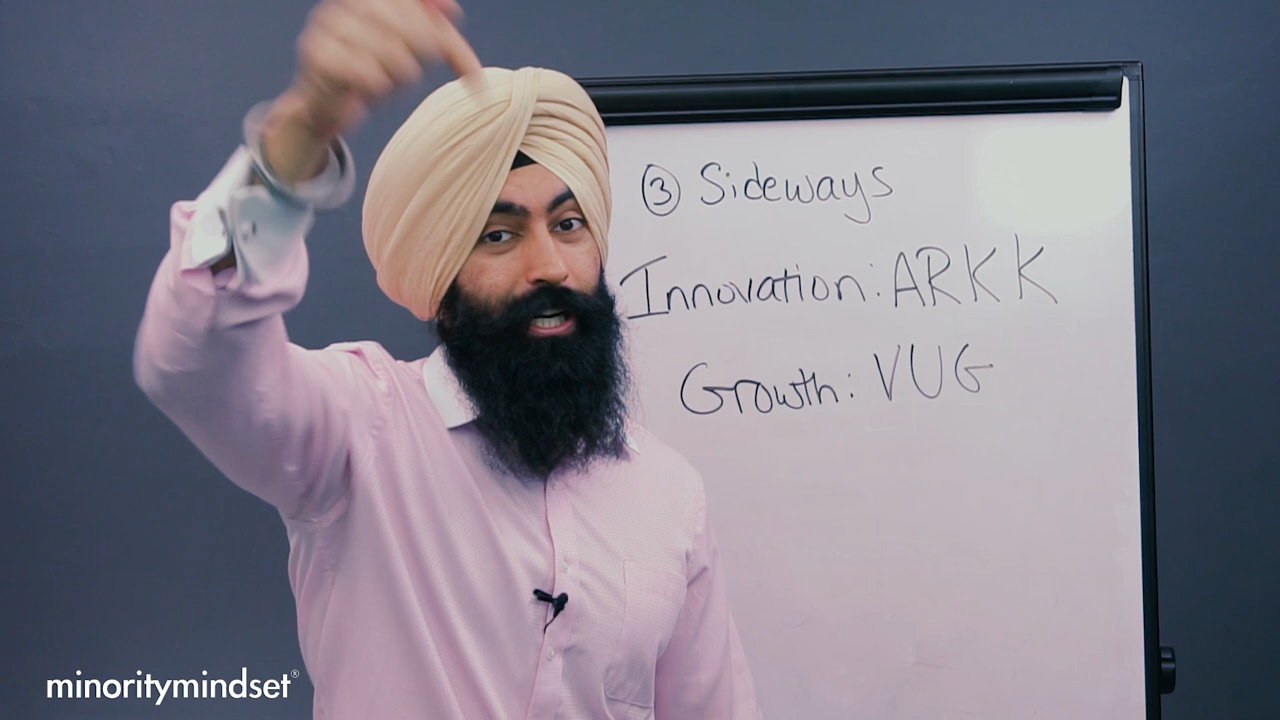 ③ Sideways
Innovation: ARKK
Growth: VUG
minoritymindset®